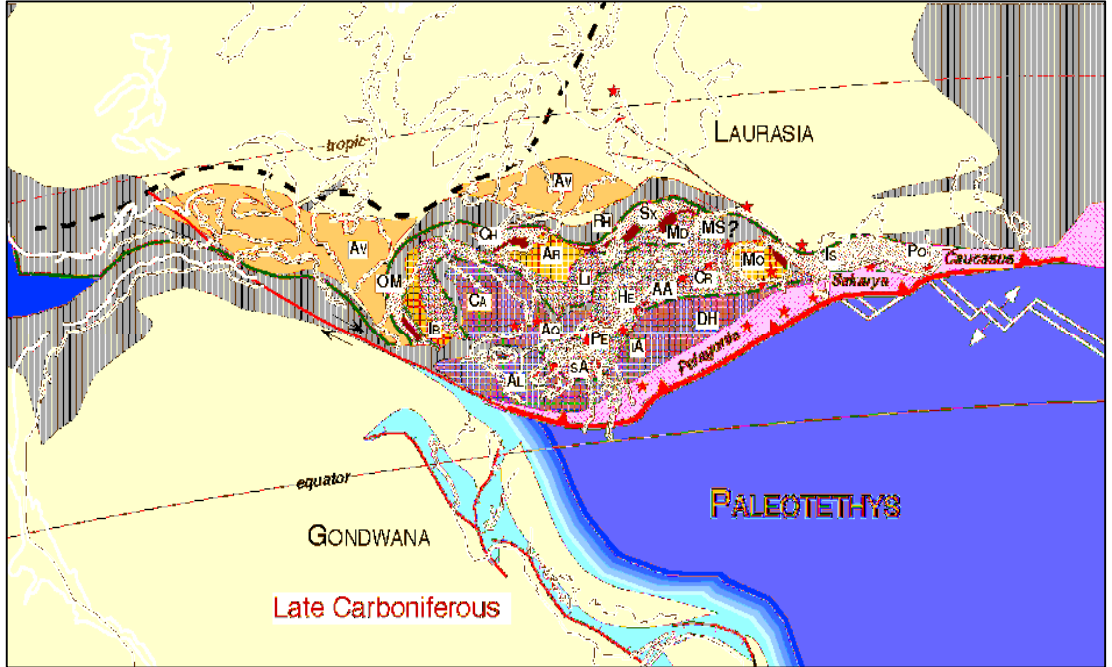 LAURASIA
tropic
AV
SX
RH
CH
MD
MS?
AV
AR
MO
IS
PO
Caucasus
OM
LI
CR
Sakarya
CA
HE
AA
IB
AQ
PE
IA
DH
Pelagonia
AL
SA
equator
PALEOTETHYS
GONDWANA
Late Carboniferous